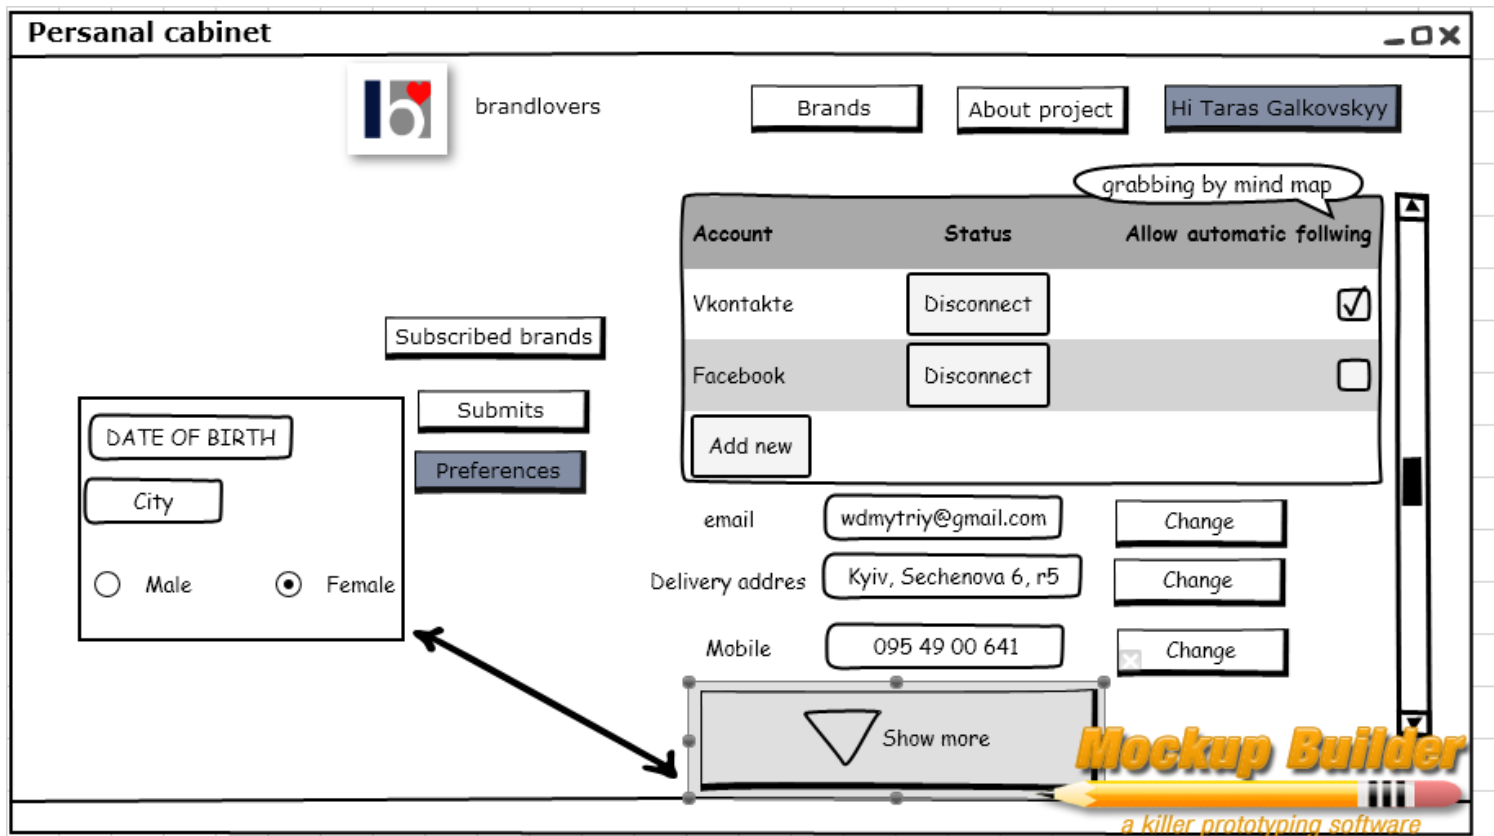 Persanal cabinet
brandlovers
Brands
About project
Hi Taras Galkovskyy
grabbing by mind map
Account Status Allow automatic follwing
Vkontakte Disconnect
Facebook Disconnect
Add new
Subscribed brands
Submits
Preferences
DATE OF BIRTH
City
Male Female
email wdmytriy@gmail.com Change
Delivery addres Kyiv, Sechenova 6, r5 Change
Mobile 095 49 00 641 Change
Show more
Mockup Builder
a killer prototyping software